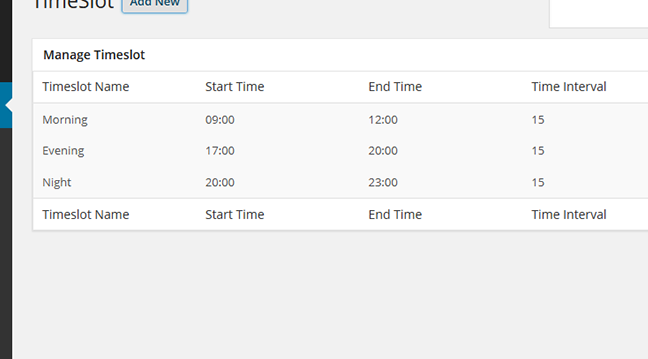 TimeSlot Add New
Manage Timeslot
Timeslot Name Start Time End Time Time Interval
Morning 09:00 12:00 15
Evening 17:00 20:00 15
Night 20:00 23:00 15
Timeslot Name Start Time End Time Time Interval